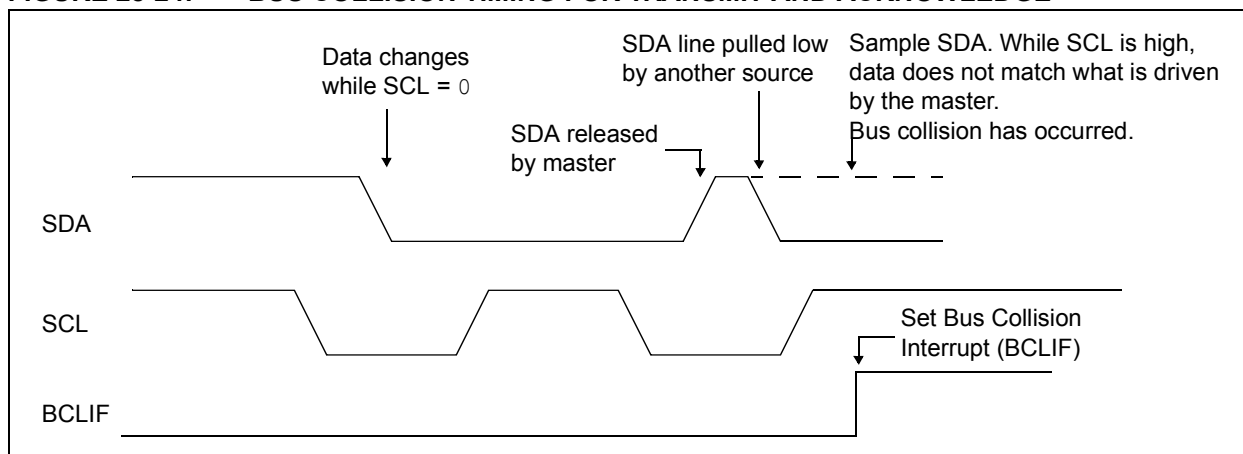 Data changes
while SCL = 0
SDA line pulled low
by another source
Sample SDA. While SCL is high,
data does not match what is driven
by the master.
Bus collision has occurred.
SDA released
by master
SDA
SCL
Set Bus Collision
Interrupt (BCLIF)
BCLIF